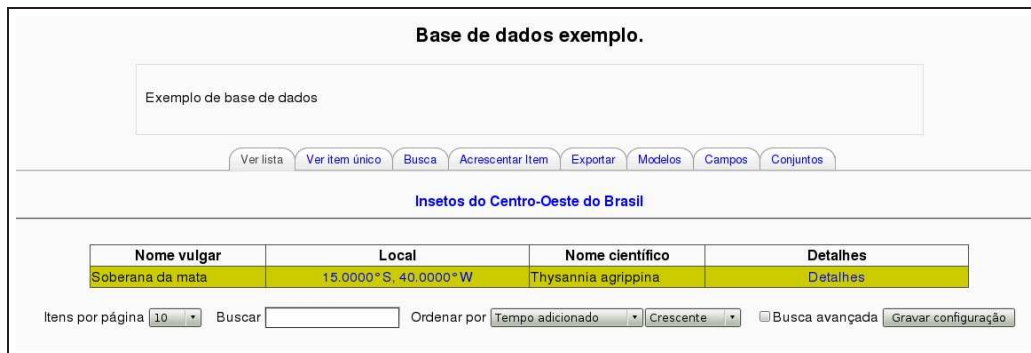 Base de dados exemplo.
Exemplo de base de dados
Ver lista Ver item único Busca Acrescentar Item Exportar Modelos Campos Conjuntos
Insetos do Centro-Oeste do Brasil
Nome vulgar Local Nome científico Detalhes
Soberana da mata 15.0000°S, 40.0000°W Thysannia agrippina Detalhes
Itens por página 10 Buscar Ordenar por Tempo adicionado Crescente Busca avançada Gravar configuração